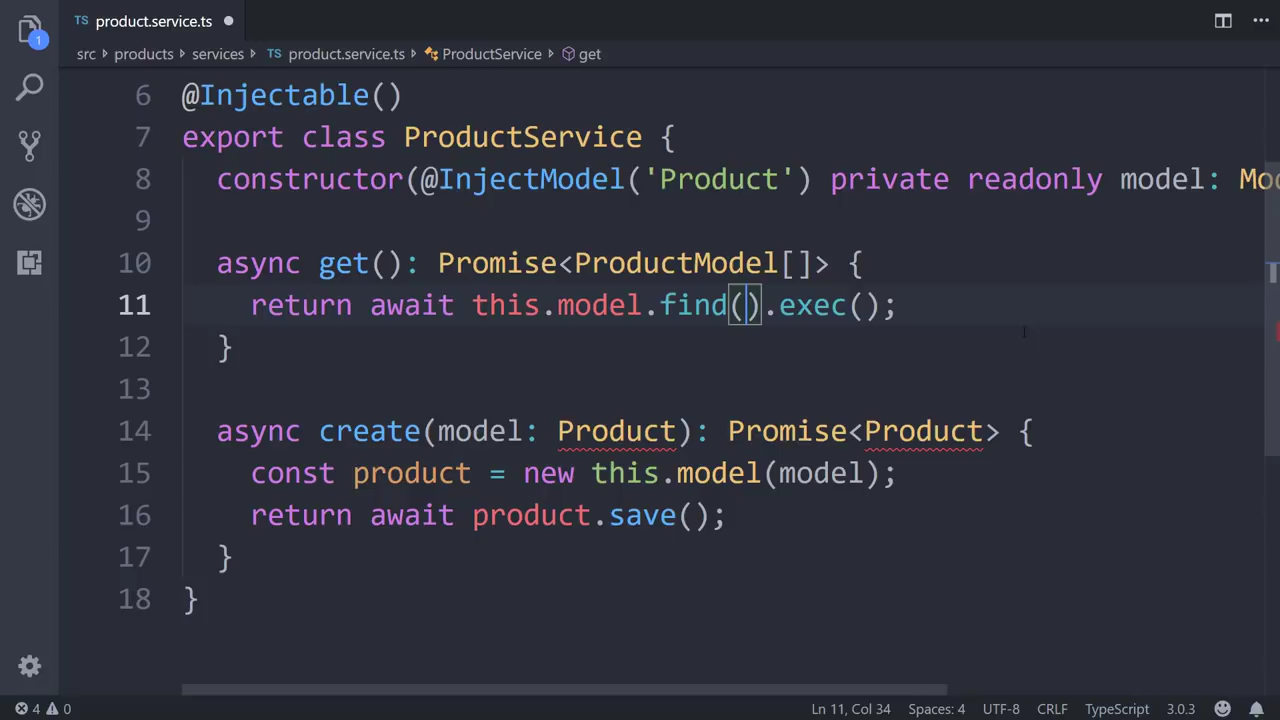 TS product.service.ts
src products services TS product.service.ts ProductService get
1
6 @Injectable()
7 export class ProductService {
8 constructor(@InjectModel('Product') private readonly model: Mo
9
10 async get(): Promise<ProductModel[]> {
11 return await this.model.find().exec();
12 }
13
14 async create(model: Product): Promise<Product> {
15 const product = new this.model(model);
16 return await product.save();
17 }
18 }
4 0 Ln 11, Col 34 Spaces: 4 UTF-8 CRLF TypeScript 3.0.3